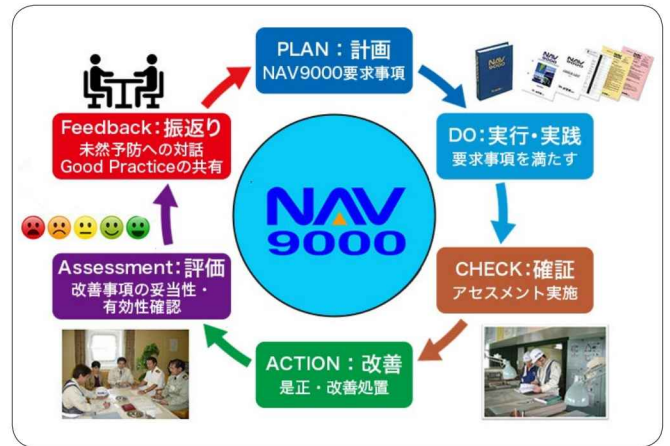 PLAN：計画
NAV9000要求事項
DO：実行・実践
要求事項を満たす
CHECK：確証
アセスメント実施
ACTION：改善
是正・改善処置
Assessment：評価
改善事項の妥当性・
有効性確認
Feedback：振返り
未然予防への対話
Good Practiceの共有
NAV
9000